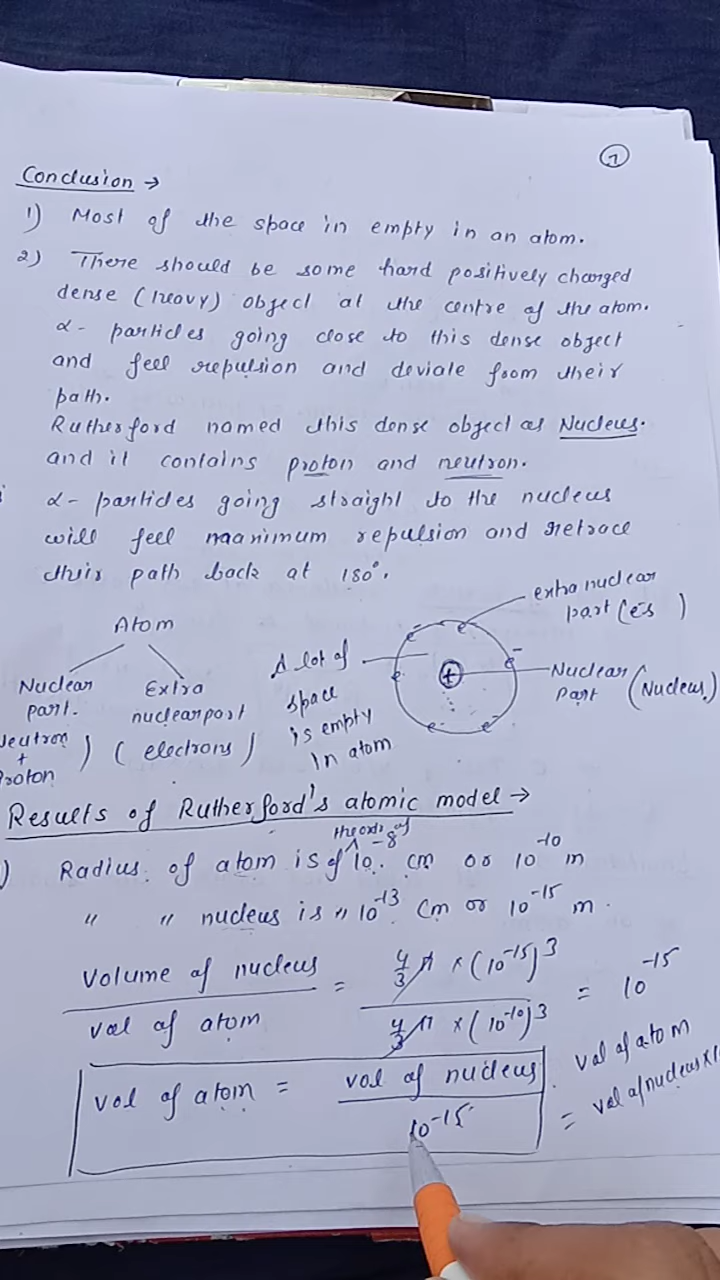 7
Conclusion →
1) Most of the space in empty in an atom.
2) There should be some hard positively charged
dense (heavy) object at the centre of the atom.
α- particles going close to this dense object
and feel repulsion and deviate from their
path.
Rutherford named this dense object as Nucleus.
and it contains proton and neutron.
α- particles going straight to the nucleus
will feel maximum repulsion and retrace
their path back at 180°.
Atom
Nuclear part.
Extra nuclear part
+
) ( electrons )
A lot of
space
is empty
in atom
e⁻ e⁻ e⁻ e⁻ e⁻ e⁻
+
extra nuclear
part (e⁻s )
Nuclear
part (Nucleus)
Results of Rutherford's atomic model →
) Radius. of atom is of the order of 10⁻⁸ cm or 10⁻¹⁰ m
" " nucleus is " 10⁻¹³ cm or 10⁻¹⁵ m.
Volume of nucleus / vol of atom = 4/3 π × (10⁻¹⁵)³ / 4/3 π × (10⁻¹⁰)³ = 10⁻¹⁵
vol of atom = vol of nucleus / 10⁻¹⁵
. vol of atom
= vol of nucleus ×